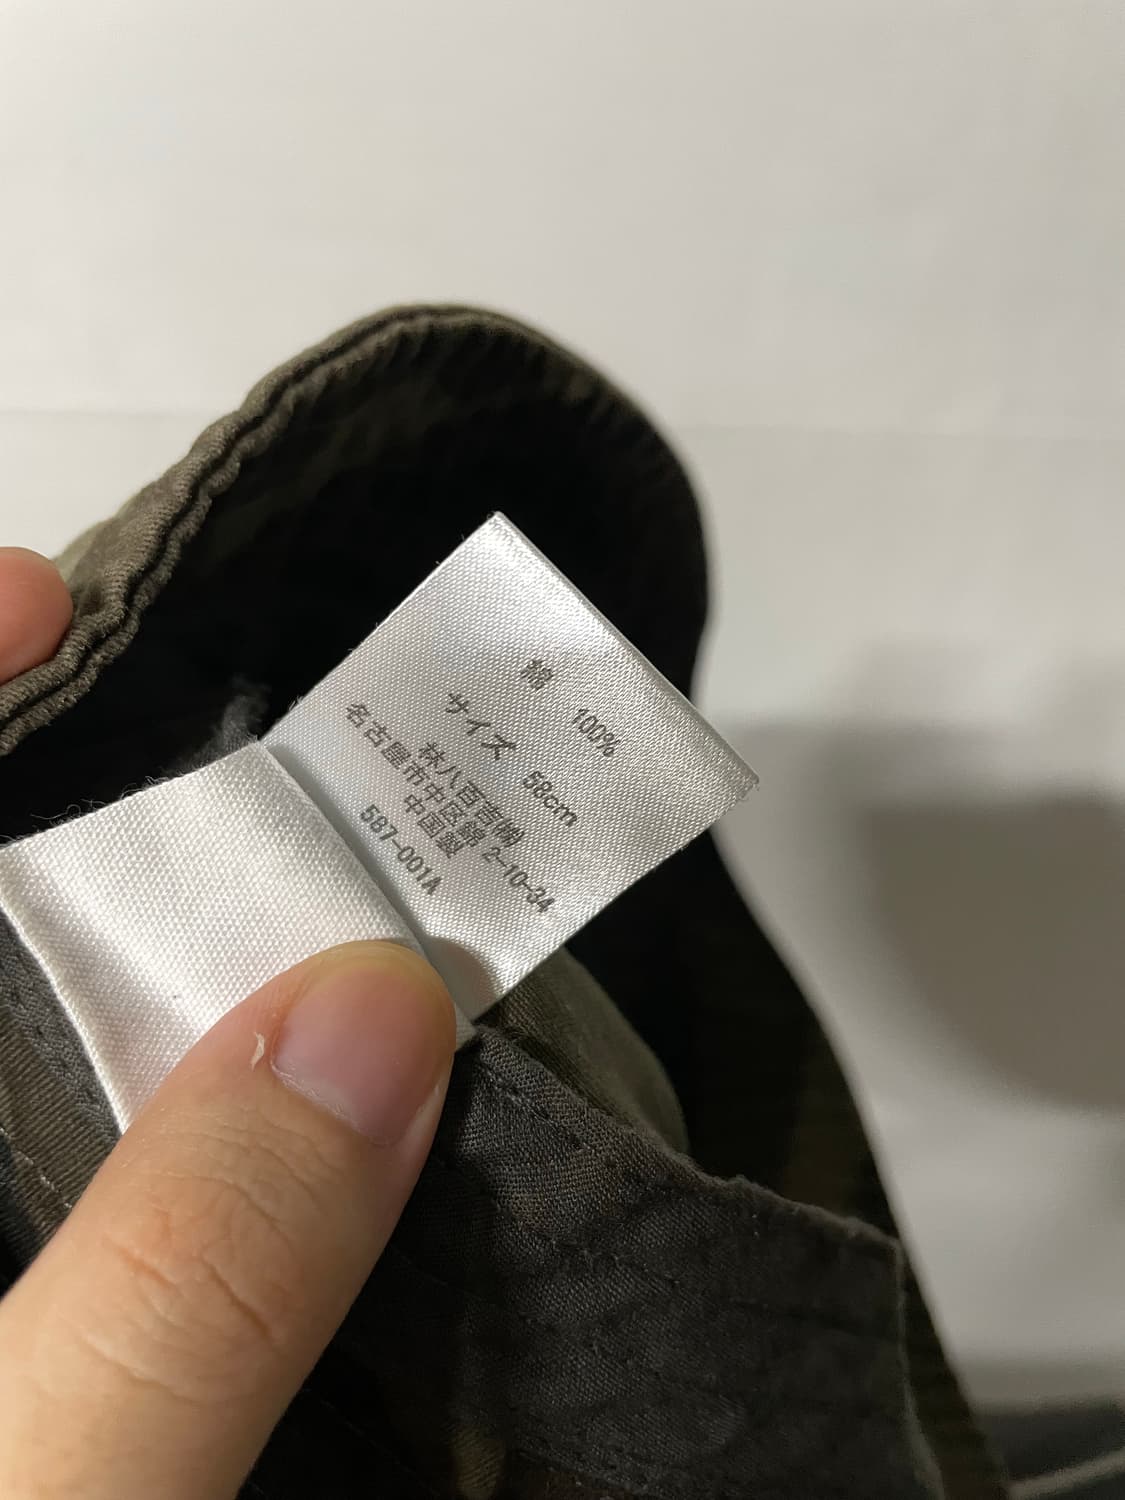 綿 100%
サイズ 58cm
林八百吉㈱
名古屋市中区錦 2-10-34
中国製
587-001A